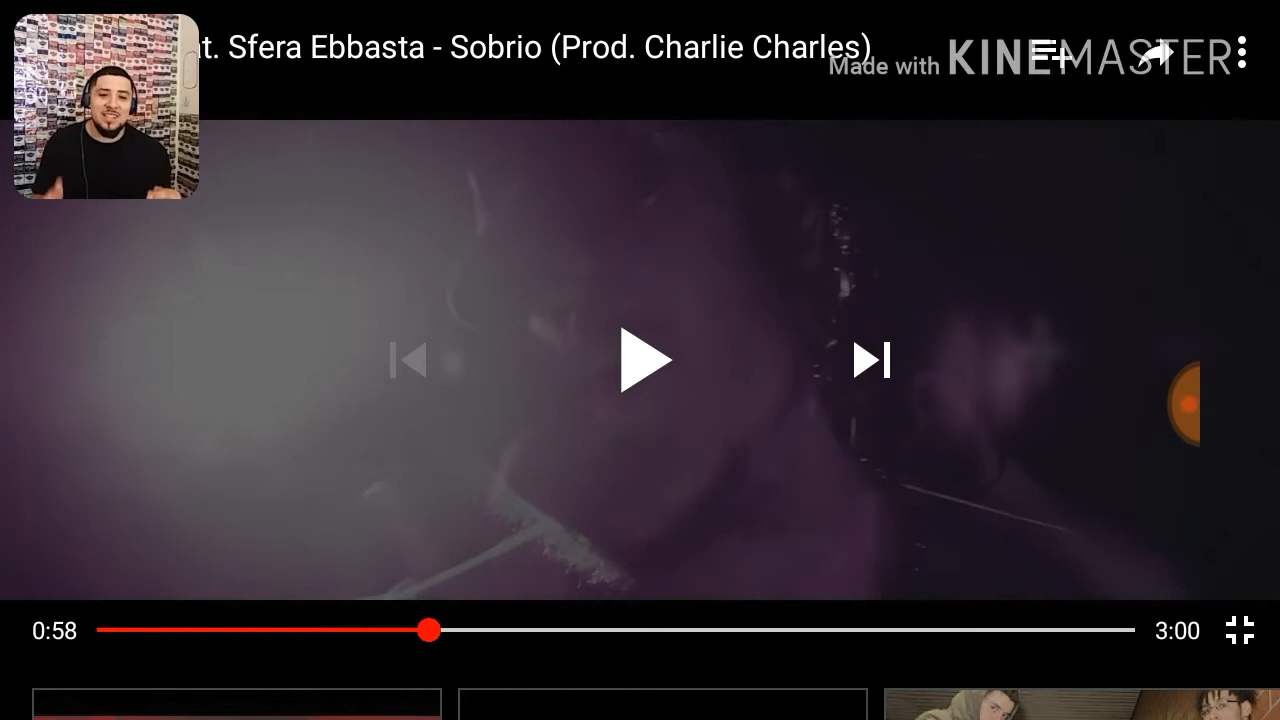 t. Sfera Ebbasta - Sobrio (Prod. Charlie Charles)
Made with KINEMASTER
0:58
3:00